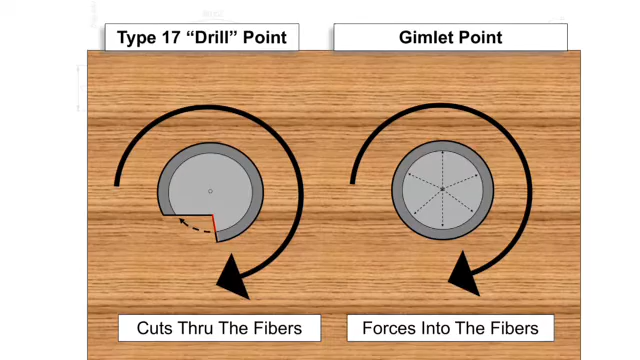 Type 17 “Drill” Point
Gimlet Point
Cuts Thru The Fibers
Forces Into The Fibers